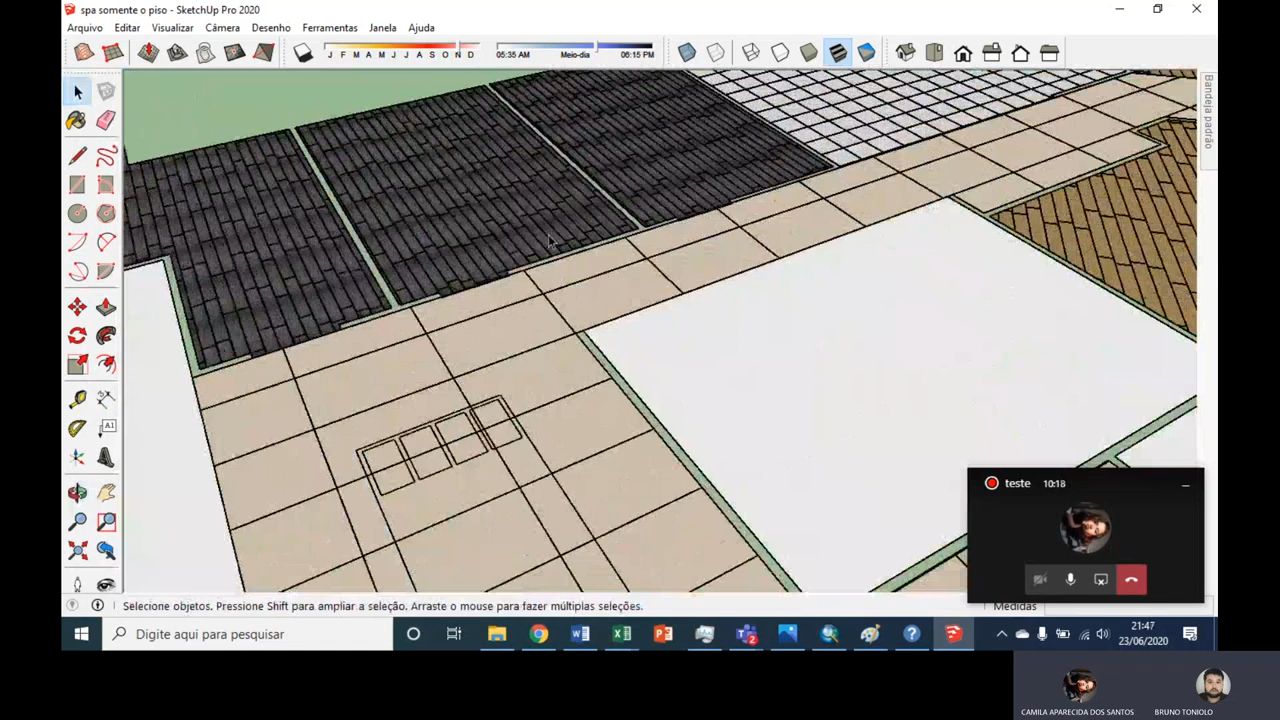 spa somente o piso - SketchUp Pro 2020
Arquivo Editar Visualizar Câmera Desenho Ferramentas Janela Ajuda
J F M A M J J A S O N D
05:35 AM Meio-dia 06:15 PM
Bandeja padrão
A1
teste 10:18
Selecione objetos. Pressione Shift para ampliar a seleção. Arraste o mouse para fazer múltiplas seleções.
Medidas
Digite aqui para pesquisar
2
21:47
23/06/2020
CAMILA APARECIDA DOS SANTOS
BRUNO TONIOLO